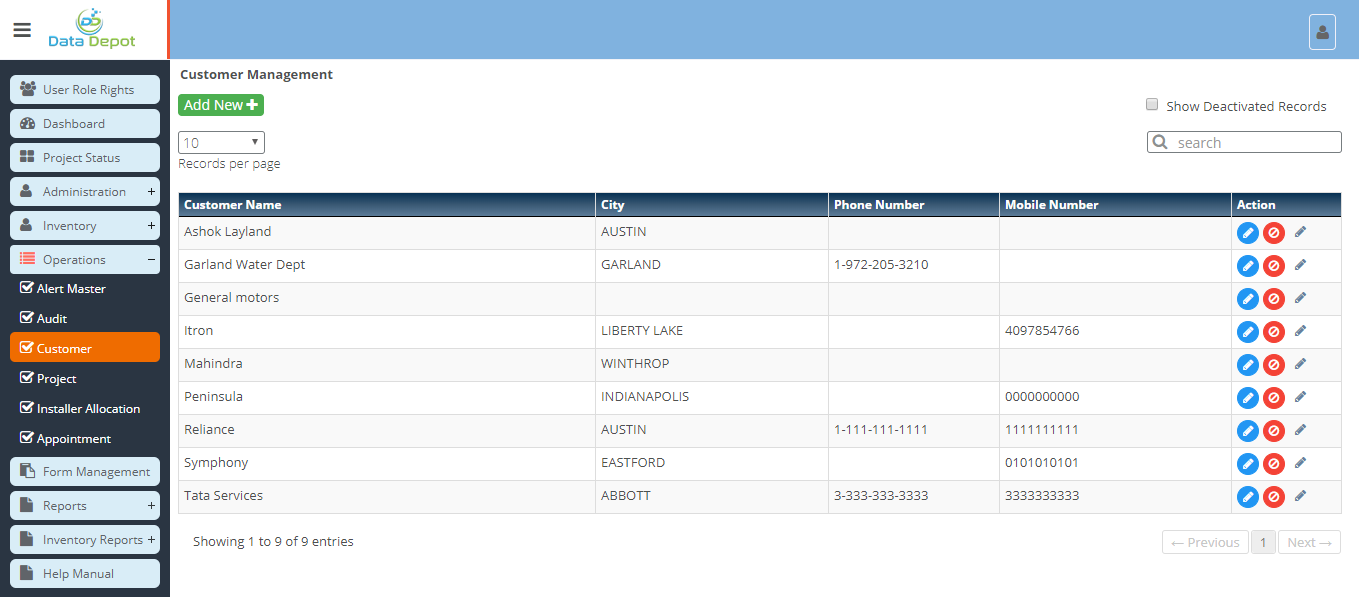 Data Depot
User Role Rights
Dashboard
Project Status
Administration +
Inventory +
Operations −
Alert Master
Audit
Customer
Project
Installer Allocation
Appointment
Form Management
Reports +
Inventory Reports +
Help Manual
Customer Management
Add New +
Show Deactivated Records
10
Records per page
search
Customer Name City Phone Number Mobile Number Action
Ashok Layland AUSTIN
Garland Water Dept GARLAND 1-972-205-3210
General motors
Itron LIBERTY LAKE 4097854766
Mahindra WINTHROP
Peninsula INDIANAPOLIS 0000000000
Reliance AUSTIN 1-111-111-1111 1111111111
Symphony EASTFORD 0101010101
Tata Services ABBOTT 3-333-333-3333 3333333333
Showing 1 to 9 of 9 entries
← Previous 1 Next →